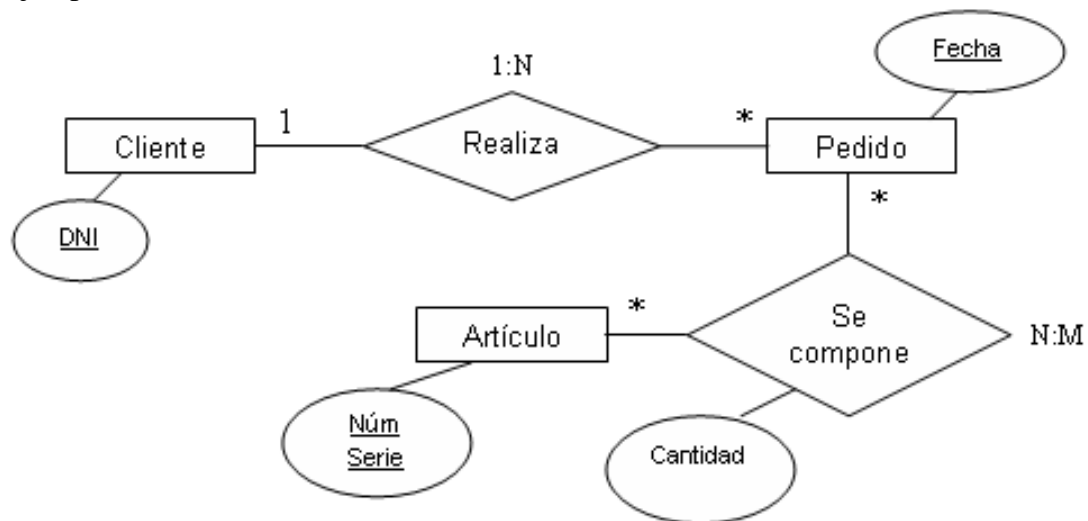 Fecha
1:N
Cliente
1
Realiza
*
Pedido
*
DNI
Artículo
*
Se
compone
N:M
Núm
Serie
Cantidad